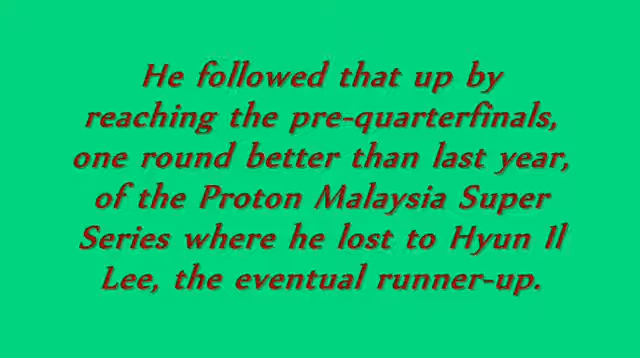 He followed that up by
reaching the pre-quarterfinals,
one round better than last year,
of the Proton Malaysia Super
Series where he lost to Hyun Il
Lee, the eventual runner-up.